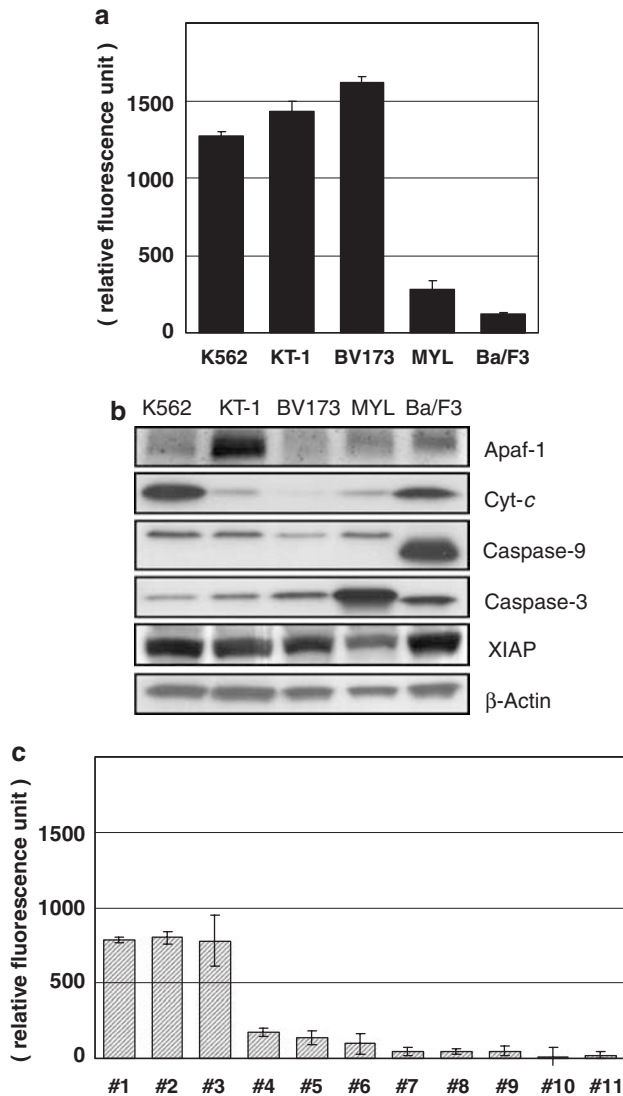 a
( relative fluorescence unit )
1500
1000
500
0
K562 KT-1 BV173 MYL Ba/F3
b
K562 KT-1 BV173 MYL Ba/F3
Apaf-1
Cyt-c
Caspase-9
Caspase-3
XIAP
β-Actin
c
( relative fluorescence unit )
1500
1000
500
0
#1 #2 #3 #4 #5 #6 #7 #8 #9 #10 #11